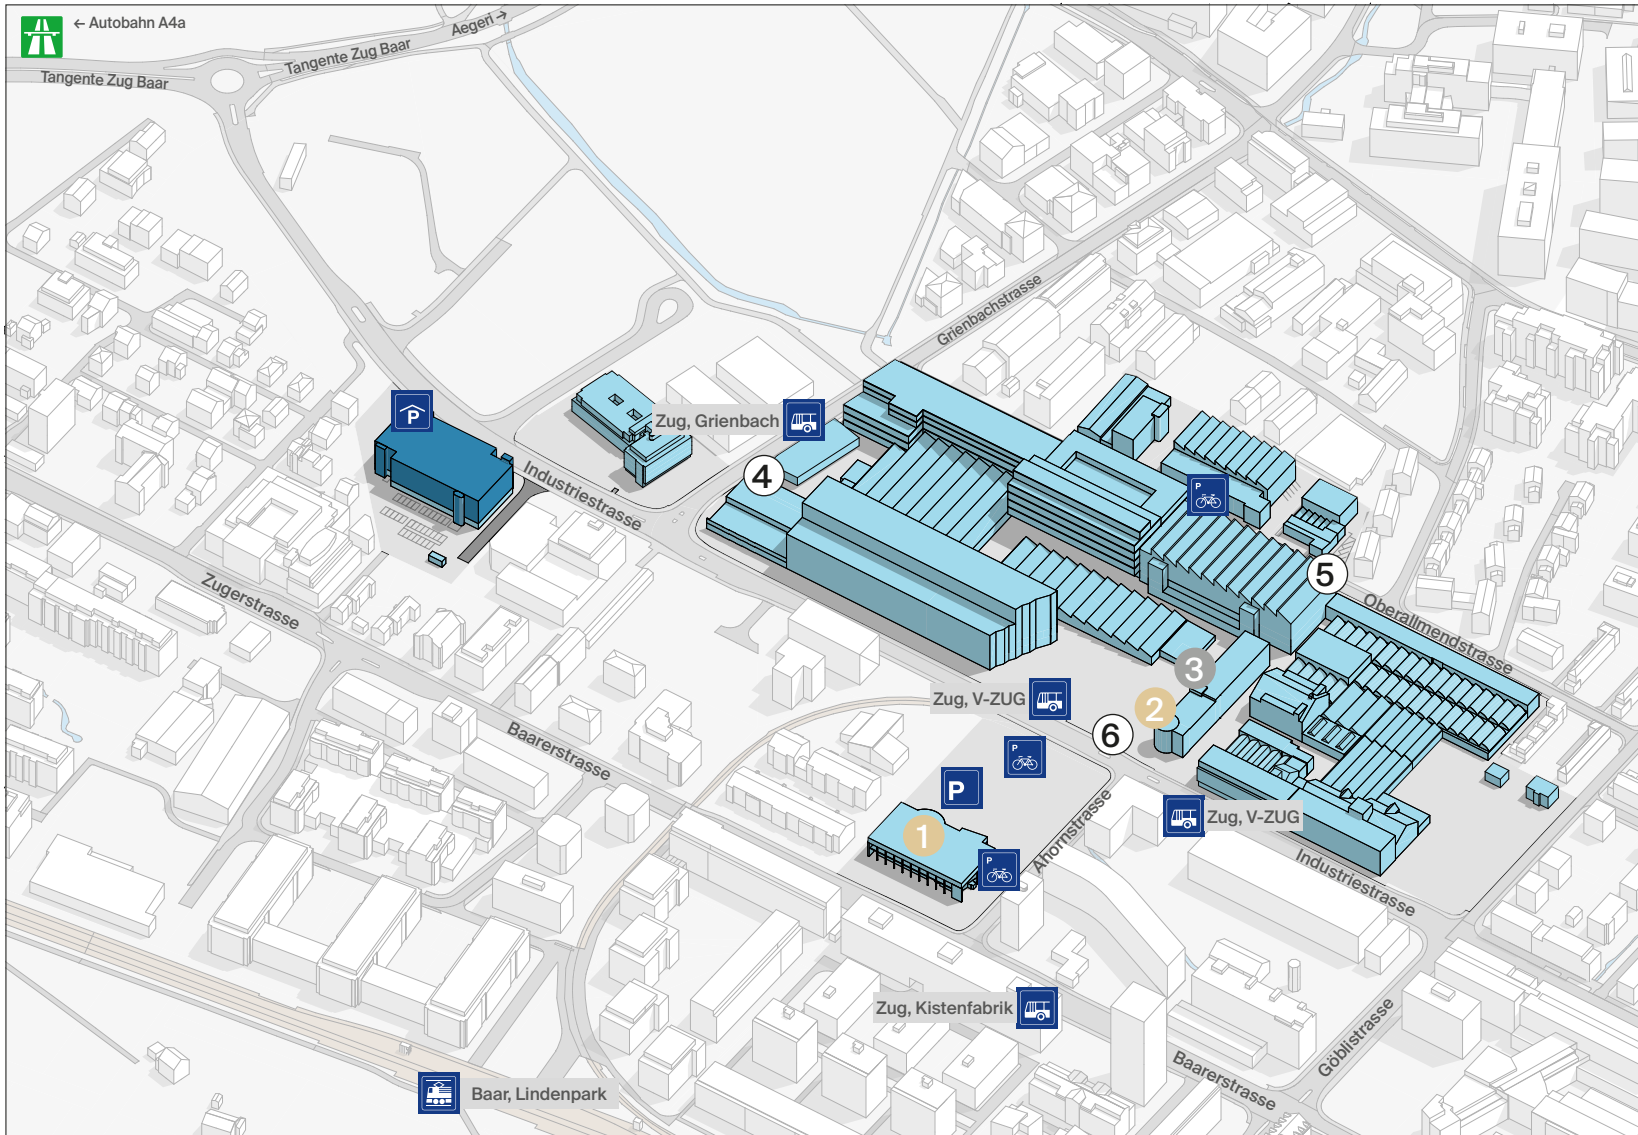 ← Autobahn A4a
Aegeri →
Tangente Zug Baar
Tangente Zug Baar
Grienbachstrasse
P
Zug, Grienbach
4
Industriestrasse
P
5
Oberallmendstrasse
Zugerstrasse
3
Zug, V-ZUG
2
6
Baarerstrasse
P
P
Zug, V-ZUG
1
Ahornstrasse
P
Industriestrasse
Zug, Kistenfabrik
Göblistrasse
Baarerstrasse
Baar, Lindenpark